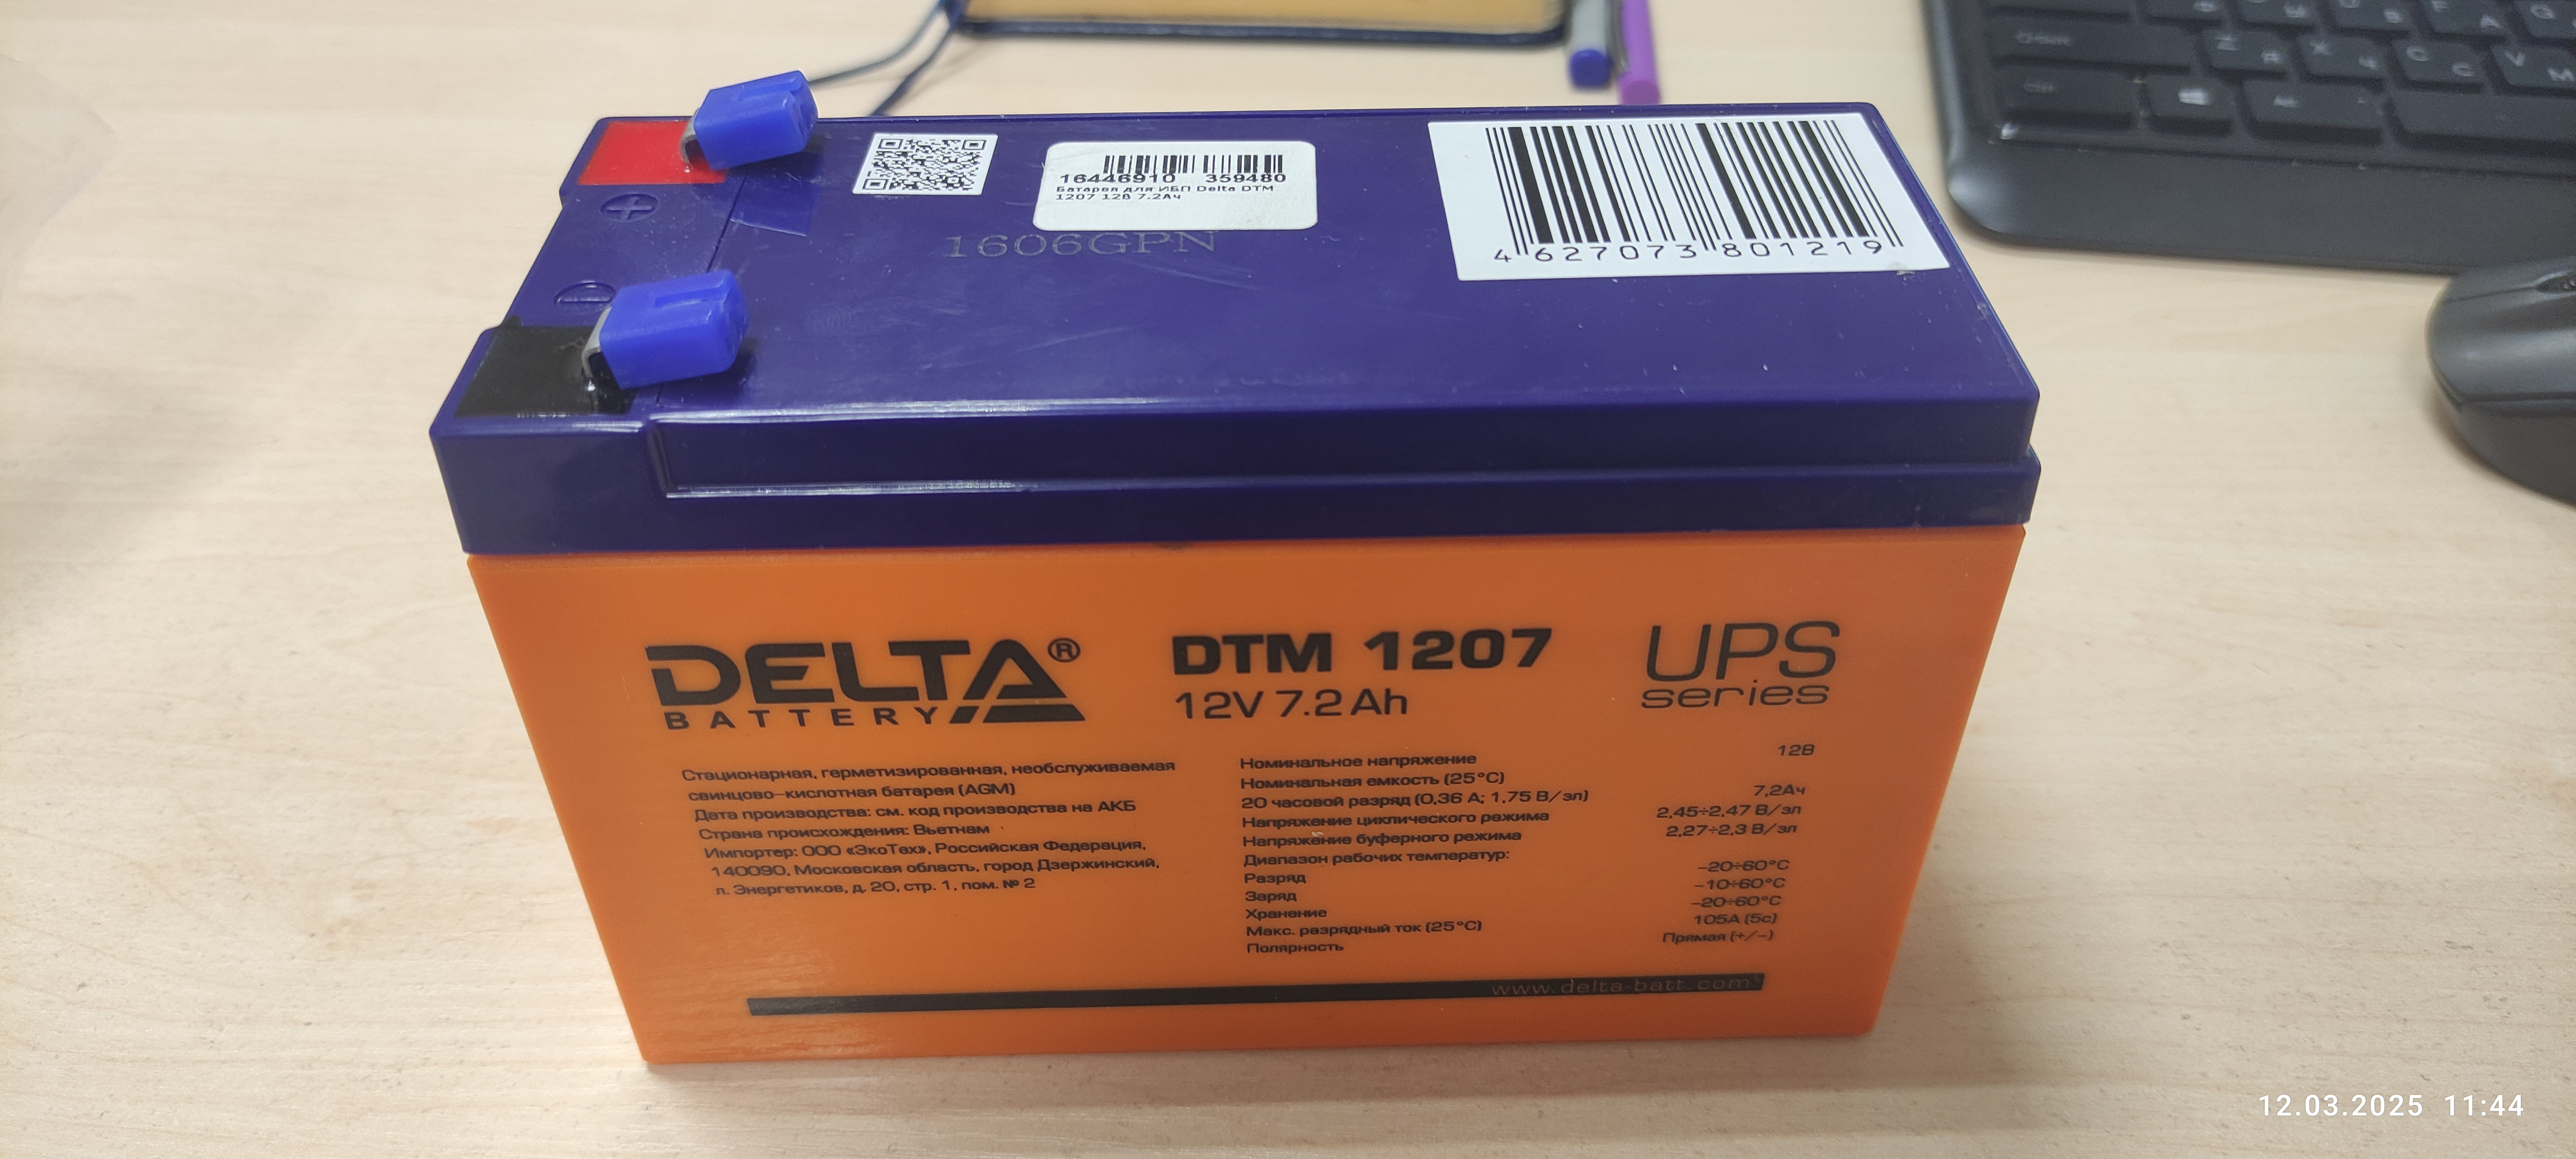 16446910 359480
Батарея для ИБП Delta DTM
1207 12В 7.2Ач
1606GPN
4 627073 801219
DELTA®
BATTERY
DTM 1207
12V 7.2 Ah
UPS
series
Стационарная, герметизированная, необслуживаемая
свинцово-кислотная батарея (AGM)
Дата производства: см. код производства на АКБ
Страна происхождения: Вьетнам
Импортер: ООО «ЭкоТех», Российская Федерация,
140090, Московская область, город Дзержинский,
л. Энергетиков, д. 20, стр. 1, пом. № 2
Номинальное напряжение 12В
Номинальная емкость (25°C)
20 часовой разряд (0,36 А; 1,75 В/эл) 7,2Ач
Напряжение циклического режима 2,45÷2,47 В/эл
Напряжение буферного режима 2,27÷2,3 В/эл
Диапазон рабочих температур:
Разряд -20÷60°C
Заряд -10÷60°C
Хранение -20÷60°C
Макс. разрядный ток (25°C) 105А (5с)
Полярность Прямая (+/-)
www.delta-batt.com
12.03.2025 11:44